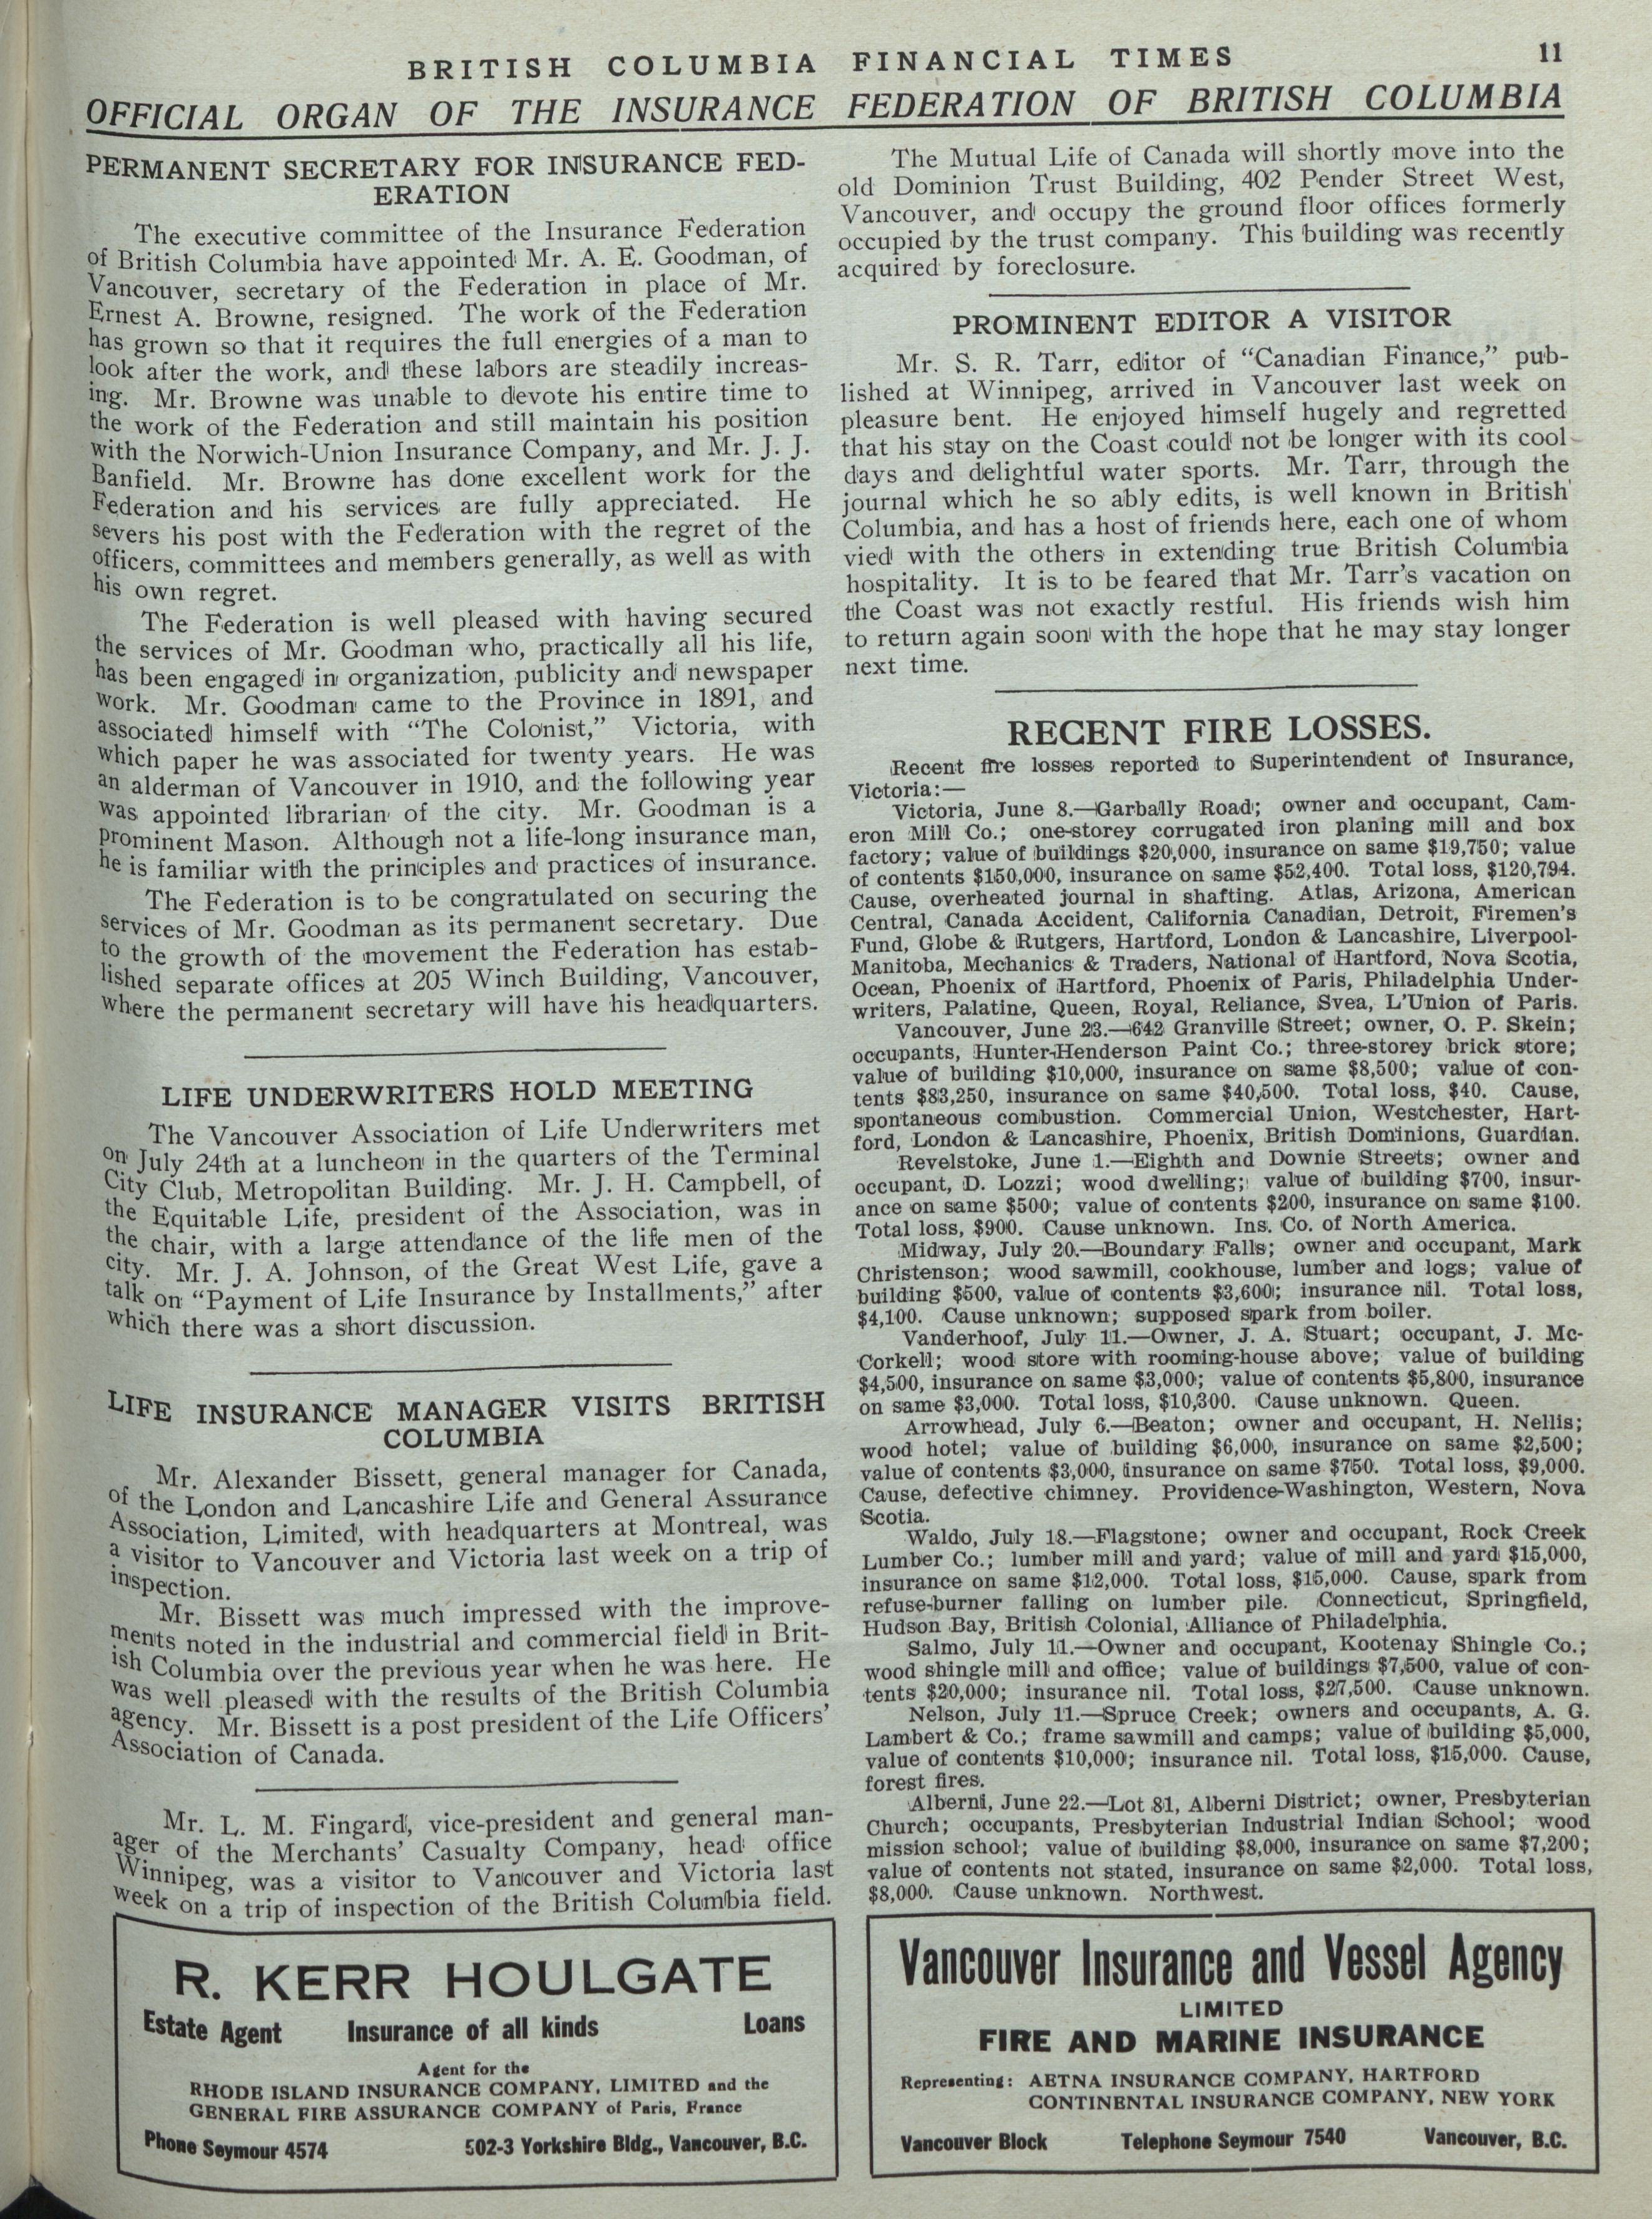 BRITISH COLUMBIA FINANCIAL TIMES 11
OFFICIAL ORGAN OF THE INSURANCE FEDERATION OF BRITISH COLUMBIA
PERMANENT SECRETARY FOR INSURANCE FED-
ERATION
The executive committee of the Insurance Federation
of British Columbia have appointed Mr. A. E. Goodman, of
Vancouver, secretary of the Federation in place of Mr.
Ernest A. Browne, resigned. The work of the Federation
has grown so that it requires the full energies of a man to
look after the work, and these labors are steadily increas-
ing. Mr. Browne was unable to devote his entire time to
the work of the Federation and still maintain his position
with the Norwich-Union Insurance Company, and Mr. J. J.
Banfield. Mr. Browne has done excellent work for the
Federation and his services are fully appreciated. He
severs his post with the Federation with the regret of the
officers, committees and members generally, as well as with
his own regret.
The Federation is well pleased with having secured
the services of Mr. Goodman who, practically all his life,
has been engaged in organization, publicity and newspaper
work. Mr. Goodman came to the Province in 1891, and
associated himself with "The Colonist," Victoria, with
which paper he was associated for twenty years. He was
an alderman of Vancouver in 1910, and the following year
was appointed librarian of the city. Mr. Goodman is a
prominent Mason. Although not a life-long insurance man,
he is familiar with the principles and practices of insurance.
The Federation is to be congratulated on securing the
services of Mr. Goodman as its permanent secretary. Due
to the growth of the movement the Federation has estab-
lished separate offices at 205 Winch Building, Vancouver,
where the permanent secretary will have his headquarters.
LIFE UNDERWRITERS HOLD MEETING
The Vancouver Association of Life Underwriters met
on July 24th at a luncheon in the quarters of the Terminal
City Club, Metropolitan Building. Mr. J. H. Campbell, of
the Equitable Life, president of the Association, was in
the chair, with a large attendance of the life men of the
city. Mr. J. A. Johnson, of the Great West Life, gave a
talk on "Payment of Life Insurance by Installments," after
which there was a short discussion.
LIFE INSURANCE MANAGER VISITS BRITISH
COLUMBIA
Mr. Alexander Bissett, general manager for Canada,
of the London and Lancashire Life and General Assurance
Association, Limited, with headquarters at Montreal, was
a visitor to Vancouver and Victoria last week on a trip of
inspection.
Mr. Bissett was much impressed with the improve-
ments noted in the industrial and commercial field in Brit-
ish Columbia over the previous year when he was here. He
was well pleased with the results of the British Columbia
agency. Mr. Bissett is a post president of the Life Officers'
Association of Canada.
Mr. L. M. Fingard, vice-president and general man-
ager of the Merchants' Casualty Company, head office
Winnipeg, was a visitor to Vancouver and Victoria last
week on a trip of inspection of the British Columbia field.
R. KERR HOULGATE
Estate Agent Insurance of all kinds Loans
Agent for the
RHODE ISLAND INSURANCE COMPANY, LIMITED and the
GENERAL FIRE ASSURANCE COMPANY of Paris, France
Phone Seymour 4574 502-3 Yorkshire Bldg., Vancouver, B.C.
The Mutual Life of Canada will shortly move into the
old Dominion Trust Building, 402 Pender Street West,
Vancouver, and occupy the ground floor offices formerly
occupied by the trust company. This building was recently
acquired by foreclosure.
PROMINENT EDITOR A VISITOR
Mr. S. R. Tarr, editor of "Canadian Finance," pub-
lished at Winnipeg, arrived in Vancouver last week on
pleasure bent. He enjoyed himself hugely and regretted
that his stay on the Coast could not be longer with its cool
days and delightful water sports. Mr. Tarr, through the
journal which he so ably edits, is well known in British
Columbia, and has a host of friends here, each one of whom
vied with the others in extending true British Columbia
hospitality. It is to be feared that Mr. Tarr's vacation on
the Coast was not exactly restful. His friends wish him
to return again soon with the hope that he may stay longer
next time.
RECENT FIRE LOSSES.
Recent fire losses reported to Superintendent of Insurance,
Victoria:—
Victoria, June 8.—Garbally Road; owner and occupant, Cam-
eron Mill Co.; one-storey corrugated iron planing mill and box
factory; value of buildings $20,000, insurance on same $19,750; value
of contents $150,000, insurance on same $52,400. Total loss, $120,794.
Cause, overheated journal in shafting. Atlas, Arizona, American
Central, Canada Accident, California Canadian, Detroit, Firemen's
Fund, Globe & Rutgers, Hartford, London & Lancashire, Liverpool-
Manitoba, Mechanics & Traders, National of Hartford, Nova Scotia,
Ocean, Phoenix of Hartford, Phoenix of Paris, Philadelphia Under-
writers, Palatine, Queen, Royal, Reliance, Svea, L'Union of Paris.
Vancouver, June 23.—642 Granville Street; owner, O. P. Skein;
occupants, Hunter-Henderson Paint Co.; three-storey brick store;
value of building $10,000, insurance on same $8,500; value of con-
tents $83,250, insurance on same $40,500. Total loss, $40. Cause,
spontaneous combustion. Commercial Union, Westchester, Hart-
ford, London & Lancashire, Phoenix, British Dominions, Guardian.
Revelstoke, June 1.—Eighth and Downie Streets; owner and
occupant, D. Lozzi; wood dwelling; value of building $700, insur-
ance on same $500; value of contents $200, insurance on same $100.
Total loss, $900. Cause unknown. Ins. Co. of North America.
Midway, July 20.—Boundary Falls; owner and occupant, Mark
Christenson; wood sawmill, cookhouse, lumber and logs; value of
building $500, value of contents $3,600; insurance nil. Total loss,
$4,100. Cause unknown; supposed spark from boiler.
Vanderhoof, July 11.—Owner, J. A. Stuart; occupant, J. Mc-
Corkell; wood store with rooming-house above; value of building
$4,500, insurance on same $3,000; value of contents $5,800, insurance
on same $3,000. Total loss, $10,300. Cause unknown. Queen.
Arrowhead, July 6.—Beaton; owner and occupant, H. Nellis;
wood hotel; value of building $6,000, insurance on same $2,500;
value of contents $3,000, insurance on same $750. Total loss, $9,000.
Cause, defective chimney. Providence-Washington, Western, Nova
Scotia.
Waldo, July 18.—Flagstone; owner and occupant, Rock Creek
Lumber Co.; lumber mill and yard; value of mill and yard $15,000,
insurance on same $12,000. Total loss, $15,000. Cause, spark from
refuse-burner falling on lumber pile. Connecticut, Springfield,
Hudson Bay, British Colonial, Alliance of Philadelphia.
Salmo, July 11.—Owner and occupant, Kootenay Shingle Co.;
wood shingle mill and office; value of buildings $7,500, value of con-
tents $20,000; insurance nil. Total loss, $27,500. Cause unknown.
Nelson, July 11.—Spruce Creek; owners and occupants, A. G.
Lambert & Co.; frame sawmill and camps; value of building $5,000,
value of contents $10,000; insurance nil. Total loss, $15,000. Cause,
forest fires.
Alberni, June 22.—Lot 81, Alberni District; owner, Presbyterian
Church; occupants, Presbyterian Industrial Indian School; wood
mission school; value of building $8,000, insurance on same $7,200;
value of contents not stated, insurance on same $2,000. Total loss,
$8,000. Cause unknown. Northwest.
Vancouver Insurance and Vessel Agency
LIMITED
FIRE AND MARINE INSURANCE
Representing: AETNA INSURANCE COMPANY, HARTFORD
CONTINENTAL INSURANCE COMPANY, NEW YORK
Vancouver Block Telephone Seymour 7540 Vancouver, B.C.